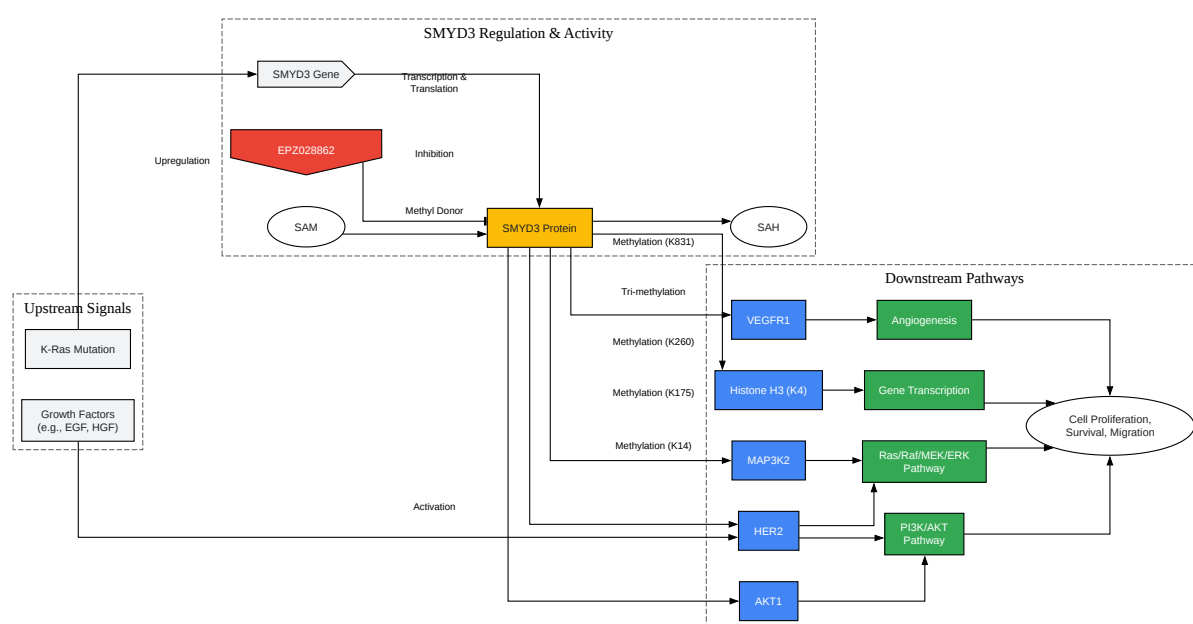 SMYD3 Regulation & Activity
SMYD3 Gene
Transcription &
Translation
EPZ028862
Inhibition
Upregulation
Methyl Donor
SAM
SMYD3 Protein
SAH
Methylation (K831)
Upstream Signals
K-Ras Mutation
Growth Factors
(e.g., EGF, HGF)
Downstream Pathways
Tri-methylation
VEGFR1
Angiogenesis
Methylation (K260)
Methylation (K175)
Histone H3 (K4)
Gene Transcription
Cell Proliferation,
Survival, Migration
Methylation (K14)
MAP3K2
Ras/Raf/MEK/ERK
Pathway
Activation
HER2
PI3K/AKT
Pathway
AKT1